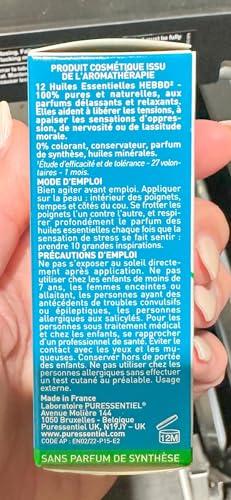 PRODUIT COSMÉTIQUE ISSU
DE L'AROMATHERAPIE
12 Huiles Essentielles HEBBD² -
100% pures et naturelles, aux
parfums délassants et relaxants.
Elles aident à libérer les tensions, à
apaiser les sensations d'oppres-
sion, de nervosité ou de lassitude
morale.
0% colorant, conservateur, parfum
de synthèse, huiles minérales.
¹Étude d'efficacité et de tolérance - 27 volon-
taires - 1 mois.
MODE D'EMPLOI
Bien agiter avant emploi. Appliquer
sur la peau : intérieur des poignets,
tempes et côtés du cou. Se frotter les
poignets l'un contre l'autre, et respi-
rer profondément le parfum des
huiles essentielles chaque fois que la
sensation de stress se fait sentir :
prendre 10 grandes inspirations.
PRÉCAUTIONS D'EMPLOI
Ne pas s'exposer au soleil directe-
ment après application. Ne pas
utiliser chez les enfants de moins de
7 ans, les femmes enceintes ou
allaitant, les personnes ayant des
antécédents de troubles convulsifs
ou épileptiques, les personnes
allergiques aux salicylés. Pour les
personnes sous traitement médical
et chez les enfants, se rapprocher
d'un professionnel de santé. Éviter le
contact avec les yeux et les mu-
queuses. Conserver hors de portée
des enfants. Ne pas utiliser chez les
personnes allergiques sans effectuer
un test cutané au préalable. Usage
externe.
Made in France
Laboratoire PURESSENTIEL®
Avenue Molière 144
1050 Bruxelles - Belgique
Puressentiel UK, N19JY - UK
www.puressentiel.com
CODE AP : EN02/22-P15-E2
12M
SANS PARFUM DE SYNTHÈSE